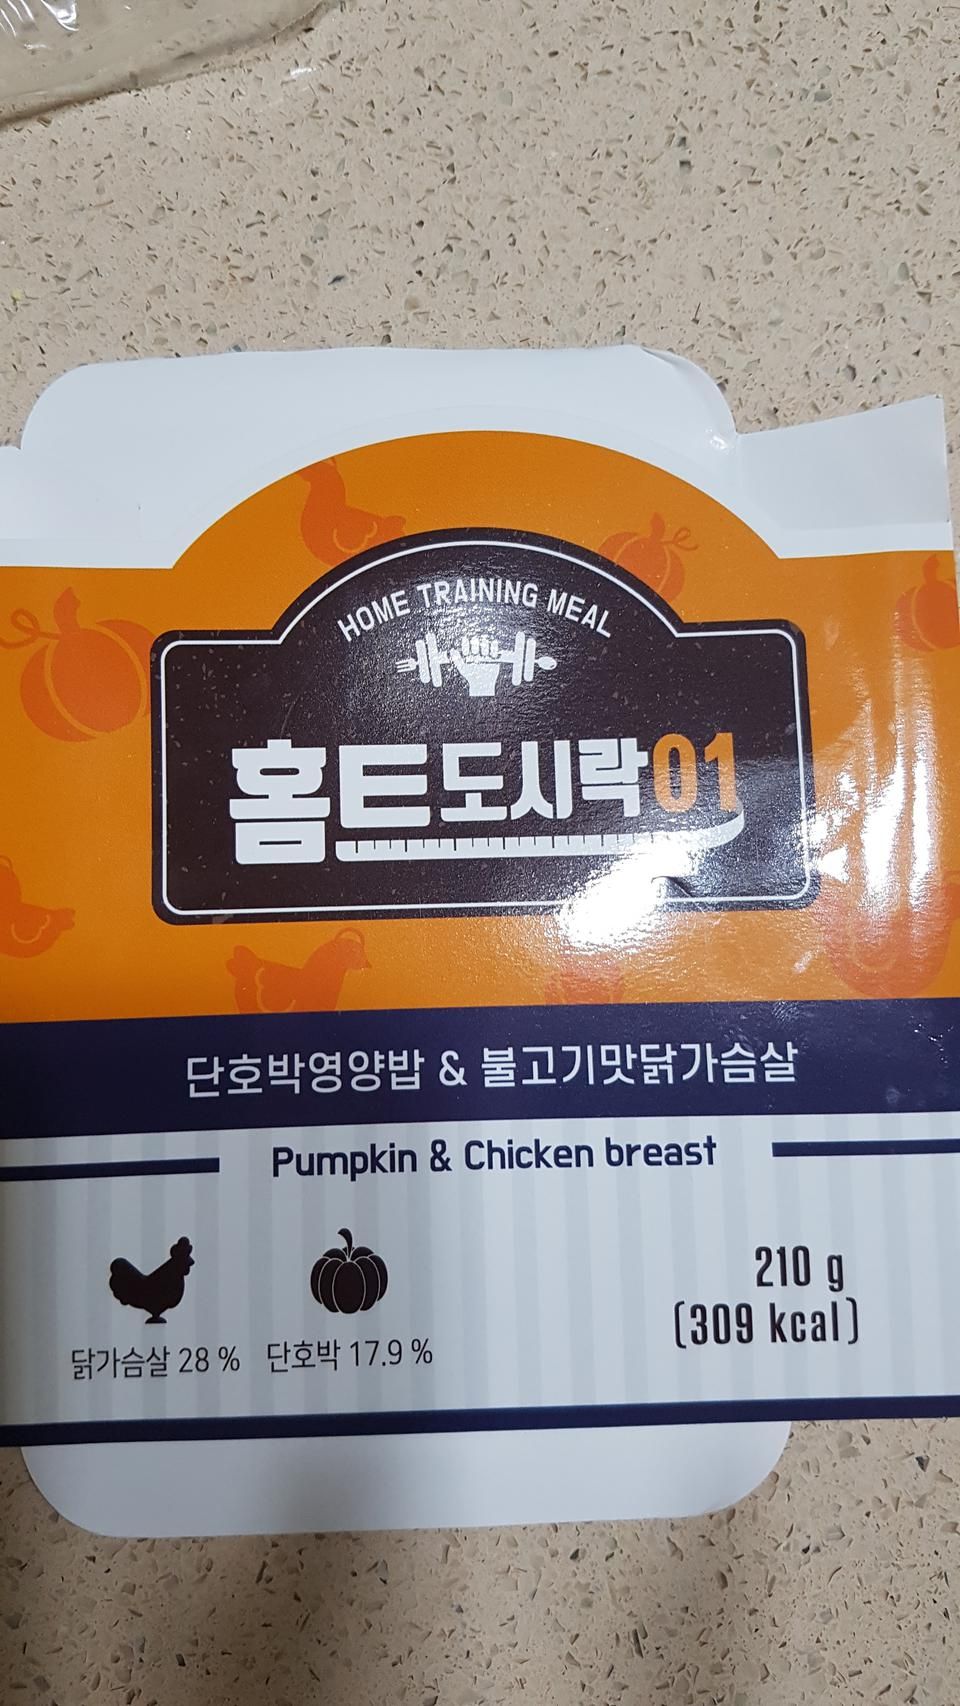 HOME TRAINING MEAL
홈트도시락01
단호박영양밥 & 불고기맛닭가슴살
Pumpkin & Chicken breast
210 g
(309 kcal)
닭가슴살 28 % 단호박 17.9 %